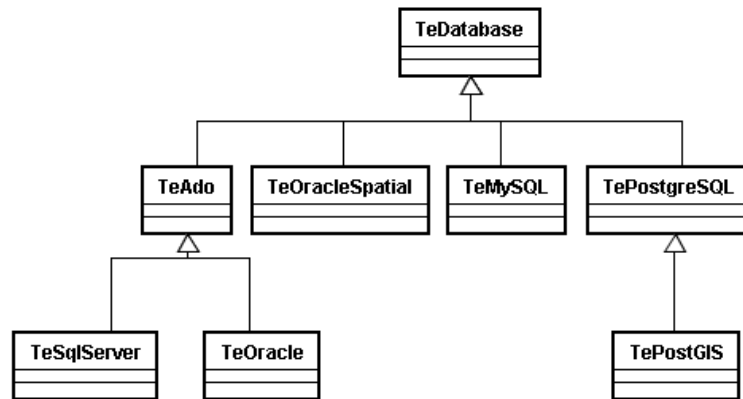 TeDatabase
TeAdo
TeOracleSpatial
TeMySQL
TePostgreSQL
TeSqlServer
TeOracle
TePostGIS